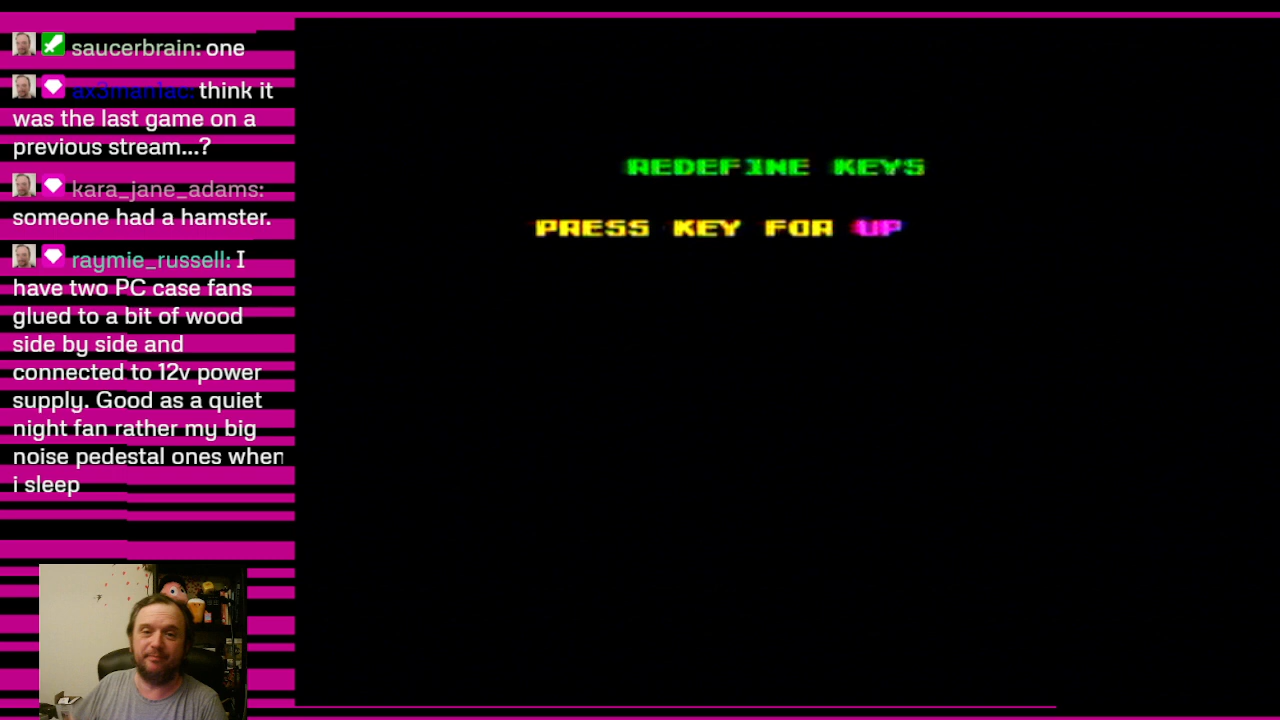 saucerbrain: one
ax3man1ac: think it
was the last game on a
previous stream...?
kara_jane_adams:
someone had a hamster.
raymie_russell: I
have two PC case fans
glued to a bit of wood
side by side and
connected to 12v power
supply. Good as a quiet
night fan rather my big
noise pedestal ones when
i sleep
REDEFINE KEYS
PRESS KEY FOR UP